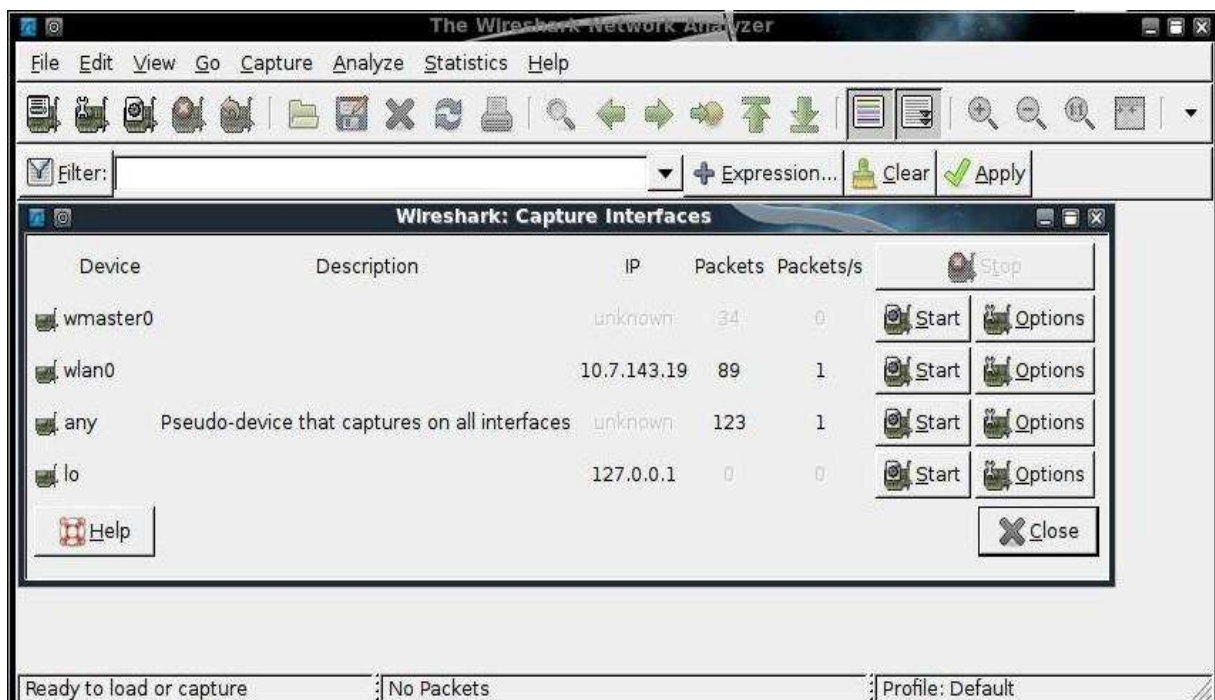 The Wireshark Network Analyzer
File Edit View Go Capture Analyze Statistics Help
Filter: Expression... Clear Apply
Wireshark: Capture Interfaces
Device Description IP Packets Packets/s Stop
wmaster0 unknown 34 0 Start Options
wlan0 10.7.143.19 89 1 Start Options
any Pseudo-device that captures on all interfaces unknown 123 1 Start Options
lo 127.0.0.1 0 0 Start Options
Help Close
Ready to load or capture No Packets Profile: Default